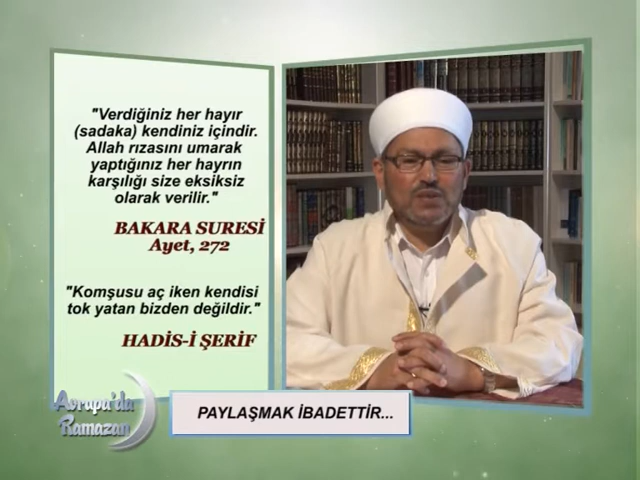 "Verdiğiniz her hayır
(sadaka) kendiniz içindir.
Allah rızasını umarak
yaptığınız her hayrın
karşılığı size eksiksiz
olarak verilir."
BAKARA SURESİ
Ayet, 272
"Komşusu aç iken kendisi
tok yatan bizden değildir."
HADİS-İ ŞERİF
Avrupa'da
Ramazan
PAYLAŞMAK İBADETTİR...